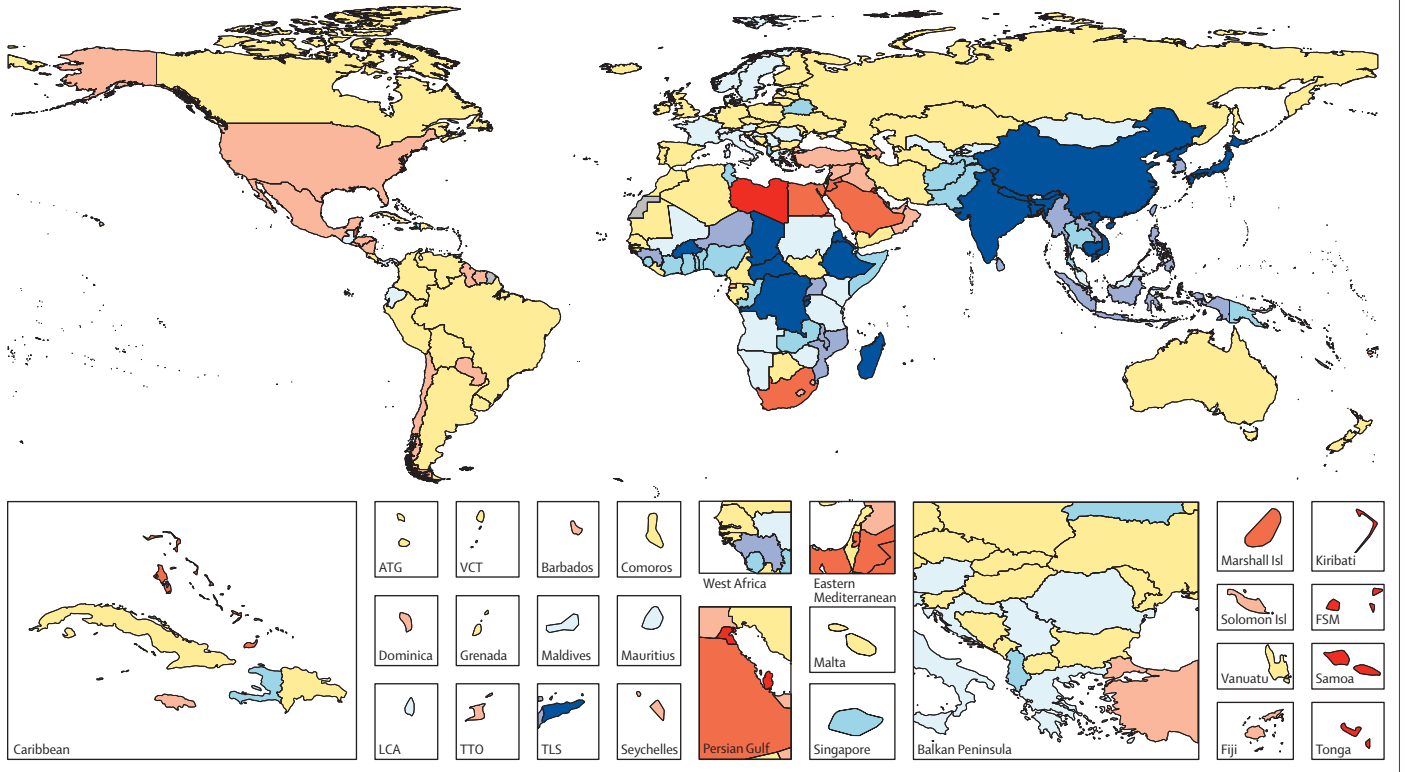 ATG
VCT
Barbados
Comoros
West Africa
Eastern
Mediterranean
Marshall Isl
Kiribati
Dominica
Grenada
Maldives
Mauritius
Malta
Solomon Isl
FSM
Vanuatu
Samoa
Caribbean
LCA
TTO
TLS
Seychelles
Persian Gulf
Singapore
Balkan Peninsula
Fiji
Tonga